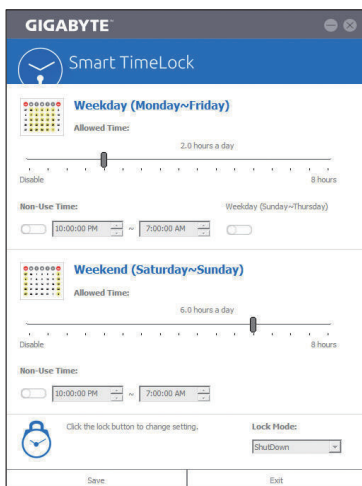 GIGABYTE™
Smart TimeLock
Weekday (Monday~Friday)
Allowed Time:
2.0 hours a day
Disable 8 hours
Non-Use Time: Weekday (Sunday~Thursday)
10:00:00 PM ~ 7:00:00 AM
Weekend (Saturday~Sunday)
Allowed Time:
6.0 hours a day
Disable 8 hours
Non-Use Time:
10:00:00 PM ~ 7:00:00 AM
Click the lock button to change setting. Lock Mode:
ShutDown
Save Exit